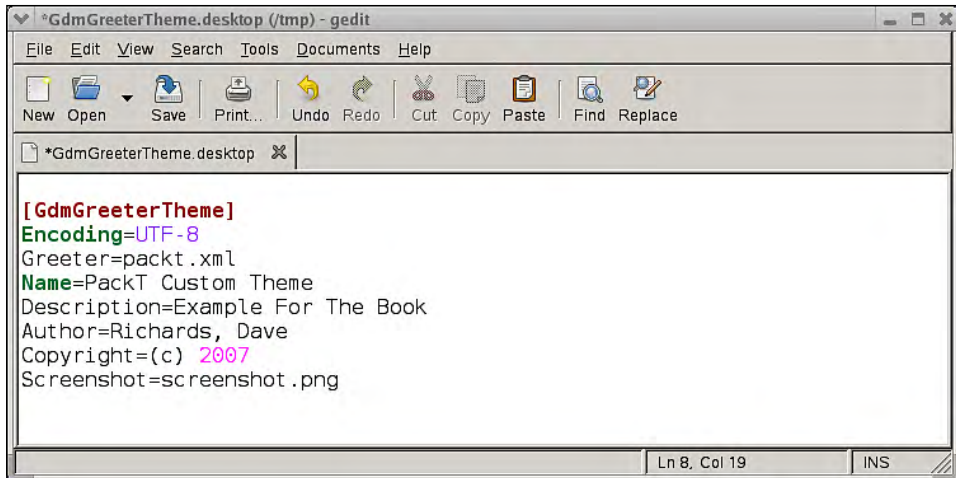 *GdmGreeterTheme.desktop (/tmp) - gedit
File Edit View Search Tools Documents Help
New Open Save Print... Undo Redo Cut Copy Paste Find Replace
*GdmGreeterTheme.desktop
[GdmGreeterTheme]
Encoding=UTF-8
Greeter=packt.xml
Name=PackT Custom Theme
Description=Example For The Book
Author=Richards, Dave
Copyright=(c) 2007
Screenshot=screenshot.png
Ln 8, Col 19 INS